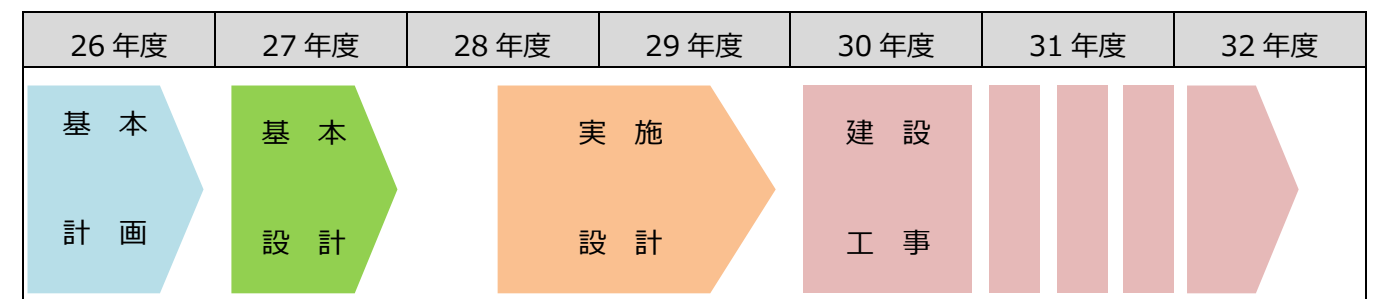 26 年度 27 年度 28 年度 29 年度 30 年度 31 年度 32 年度
基 本
計 画
基 本
設 計
実 施
設 計
建 設
工 事